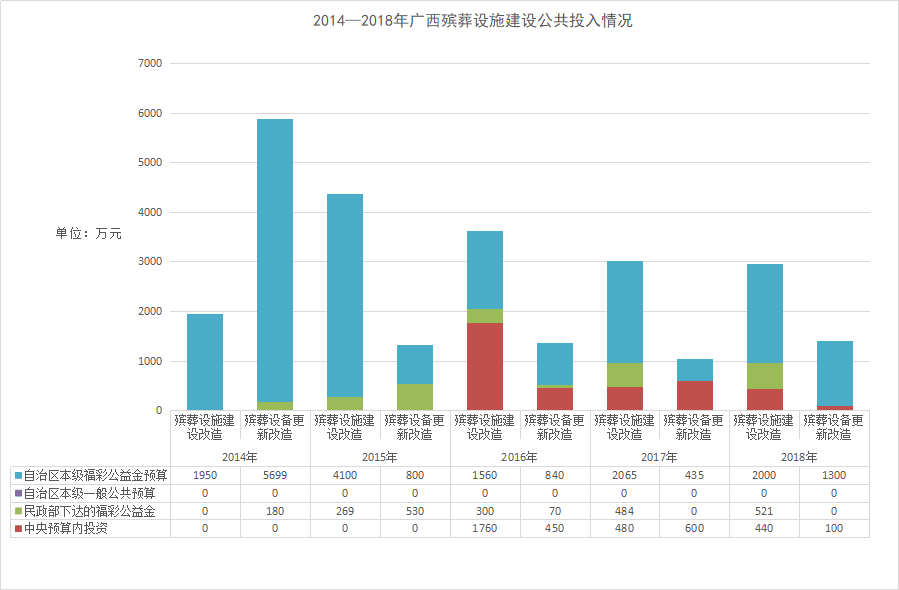 2014—2018年广西殡葬设施建设公共投入情况
7000
6000
5000
4000
单位：万元
3000
2000
1000
0
殡葬设施建设改造 殡葬设备更新改造 殡葬设施建设改造 殡葬设备更新改造 殡葬设施建设改造 殡葬设备更新改造 殡葬设施建设改造 殡葬设备更新改造 殡葬设施建设改造 殡葬设备更新改造
2014年 2015年 2016年 2017年 2018年
自治区本级福彩公益金预算 1950 5699 4100 800 1560 840 2065 435 2000 1300
自治区本级一般公共预算 0 0 0 0 0 0 0 0 0 0
民政部下达的福彩公益金 0 180 269 530 300 70 484 0 521 0
中央预算内投资 0 0 0 0 1760 450 480 600 440 100